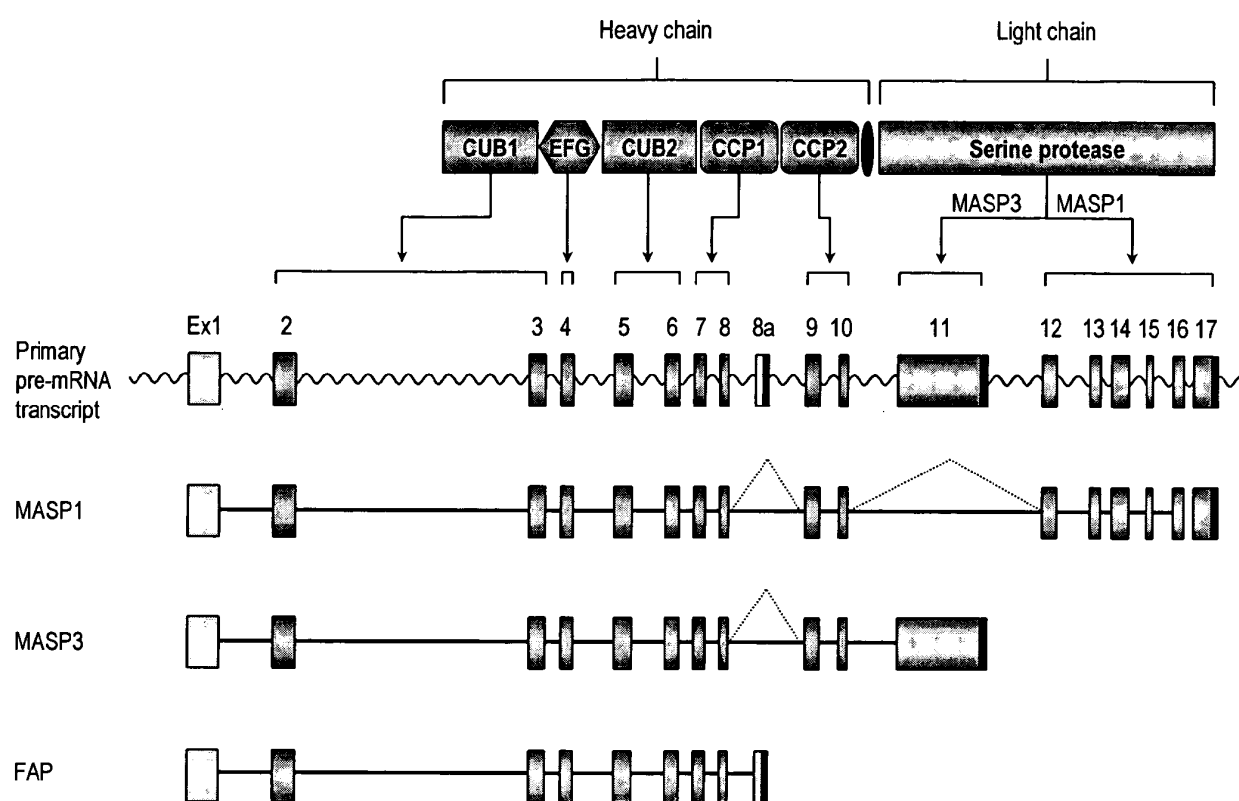 Heavy chain
Light chain
CUB1 EFG CUB2 CCP1 CCP2 Serine protease
MASP3 MASP1
Ex1 2 3 4 5 6 7 8 8a 9 10 11 12 13 14 15 16 17
Primary
pre-mRNA
transcript
MASP1
MASP3
FAP